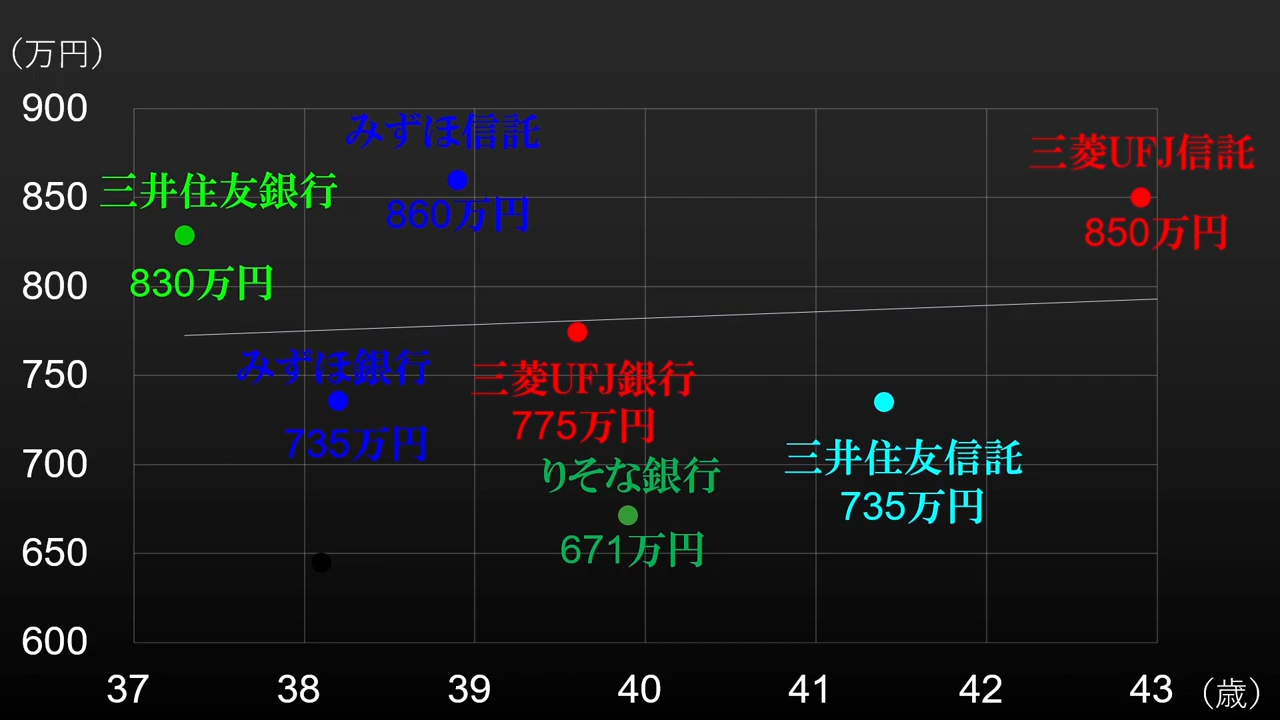 （万円）
900
850
800
750
700
650
600
みずほ信託
860万円
三井住友銀行
830万円
三菱UFJ信託
850万円
みずほ銀行
735万円
三菱UFJ銀行
775万円
りそな銀行
671万円
三井住友信託
735万円
37 38 39 40 41 42 43 （歳）